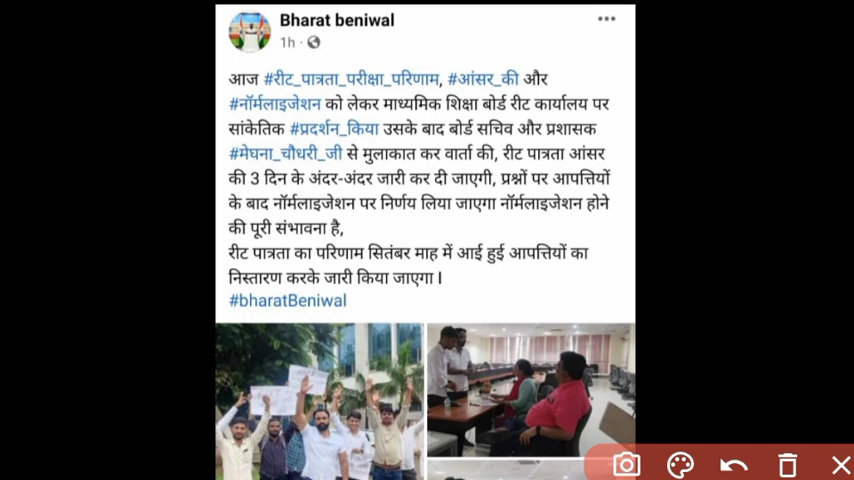 Bharat beniwal
1h ·
आज #रीट_पात्रता_परीक्षा_परिणाम, #आंसर_की और
#नॉर्मलाइजेशन को लेकर माध्यमिक शिक्षा बोर्ड रीट कार्यालय पर
सांकेतिक #प्रदर्शन_किया उसके बाद बोर्ड सचिव और प्रशासक
#मेघना_चौधरी_जी से मुलाकात कर वार्ता की, रीट पात्रता आंसर
की 3 दिन के अंदर-अंदर जारी कर दी जाएगी, प्रश्नों पर आपत्तियों
के बाद नॉर्मलाइजेशन पर निर्णय लिया जाएगा नॉर्मलाइजेशन होने
की पूरी संभावना है,
रीट पात्रता का परिणाम सितंबर माह में आई हुई आपत्तियों का
निस्तारण करके जारी किया जाएगा l
#bharatBeniwal